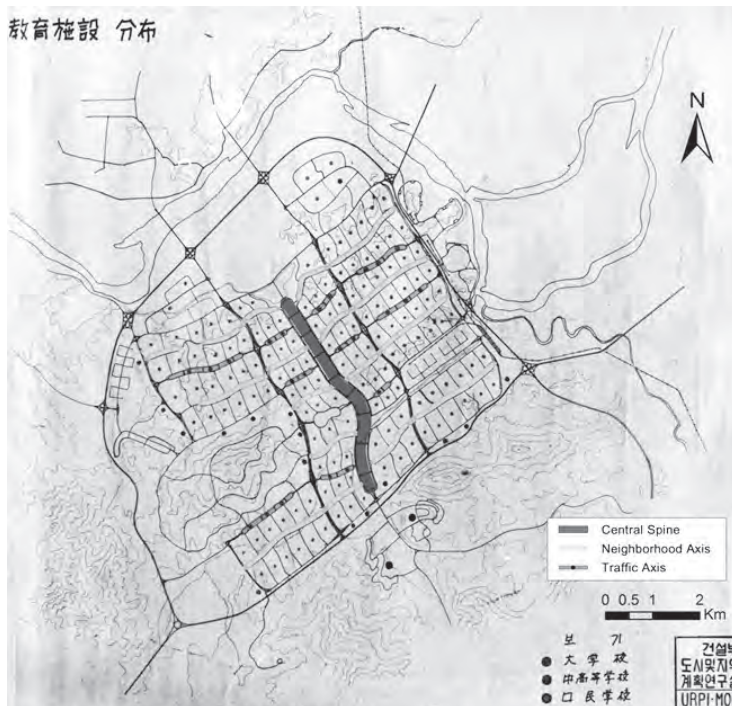 教育施設 分布
N
Central Spine
Neighborhood Axis
Traffic Axis
0 0.5 1 2
Km
보 기
大学校
中高等学校
口民学校
건설부
도시및지역
계획연구실
URPI·MO